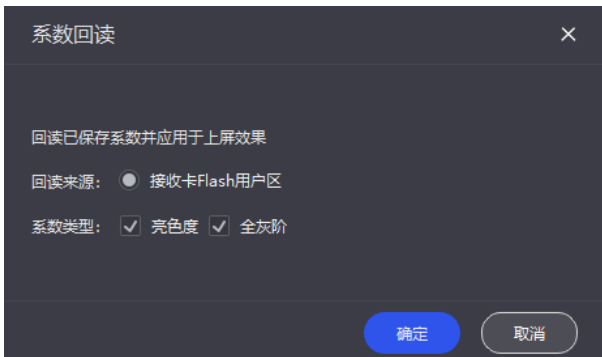 系数回读
回读已保存系数并应用于上屏效果
回读来源: 接收卡Flash用户区
系数类型: 亮色度 全灰阶
确定 取消